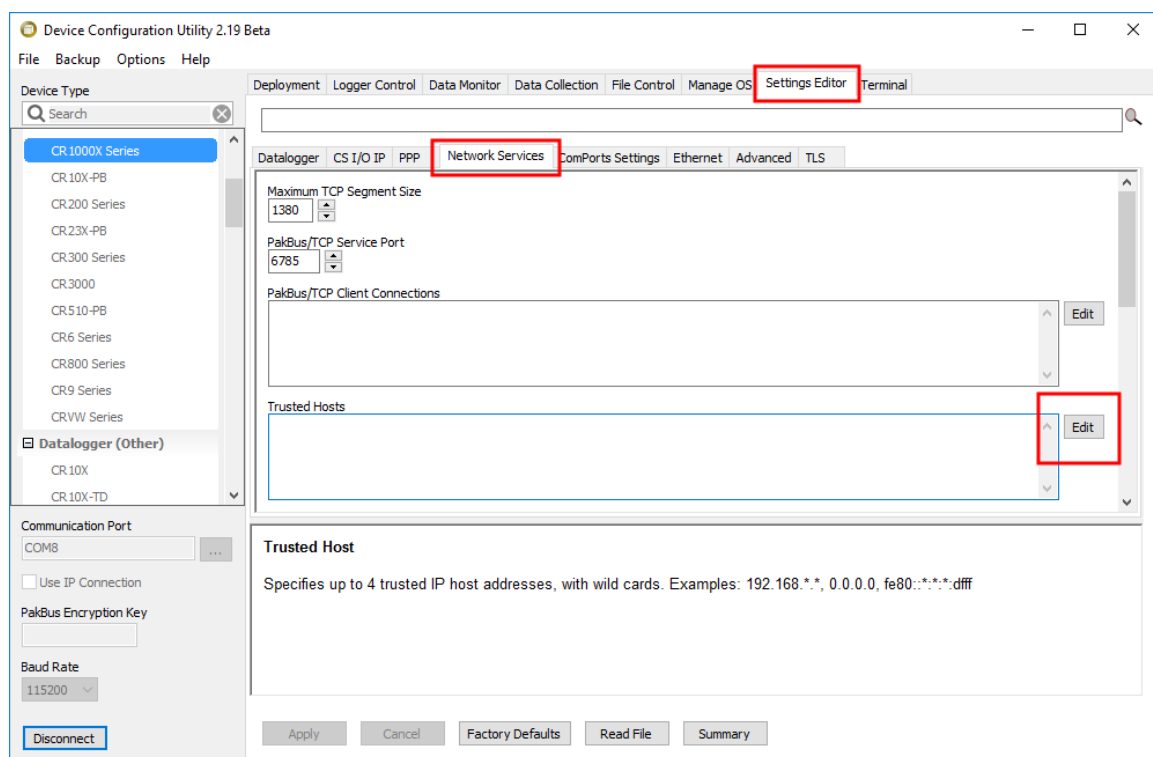 Device Configuration Utility 2.19 Beta
File Backup Options Help
Device Type
Search
CR1000X Series
CR10X-PB
CR200 Series
CR23X-PB
CR300 Series
CR3000
CR510-PB
CR6 Series
CR800 Series
CR9 Series
CRVW Series
Datalogger (Other)
CR10X
CR10X-TD
Communication Port
COM8
...
Use IP Connection
PakBus Encryption Key
Baud Rate
115200
Disconnect
Deployment Logger Control Data Monitor Data Collection File Control Manage OS Settings Editor Terminal
Datalogger CS I/O IP PPP Network Services ComPorts Settings Ethernet Advanced TLS
Maximum TCP Segment Size
1380
PakBus/TCP Service Port
6785
PakBus/TCP Client Connections
Edit
Trusted Hosts
Edit
Trusted Host
Specifies up to 4 trusted IP host addresses, with wild cards. Examples: 192.168.*.*, 0.0.0.0, fe80::*:*:*:dfff
Apply Cancel Factory Defaults Read File Summary